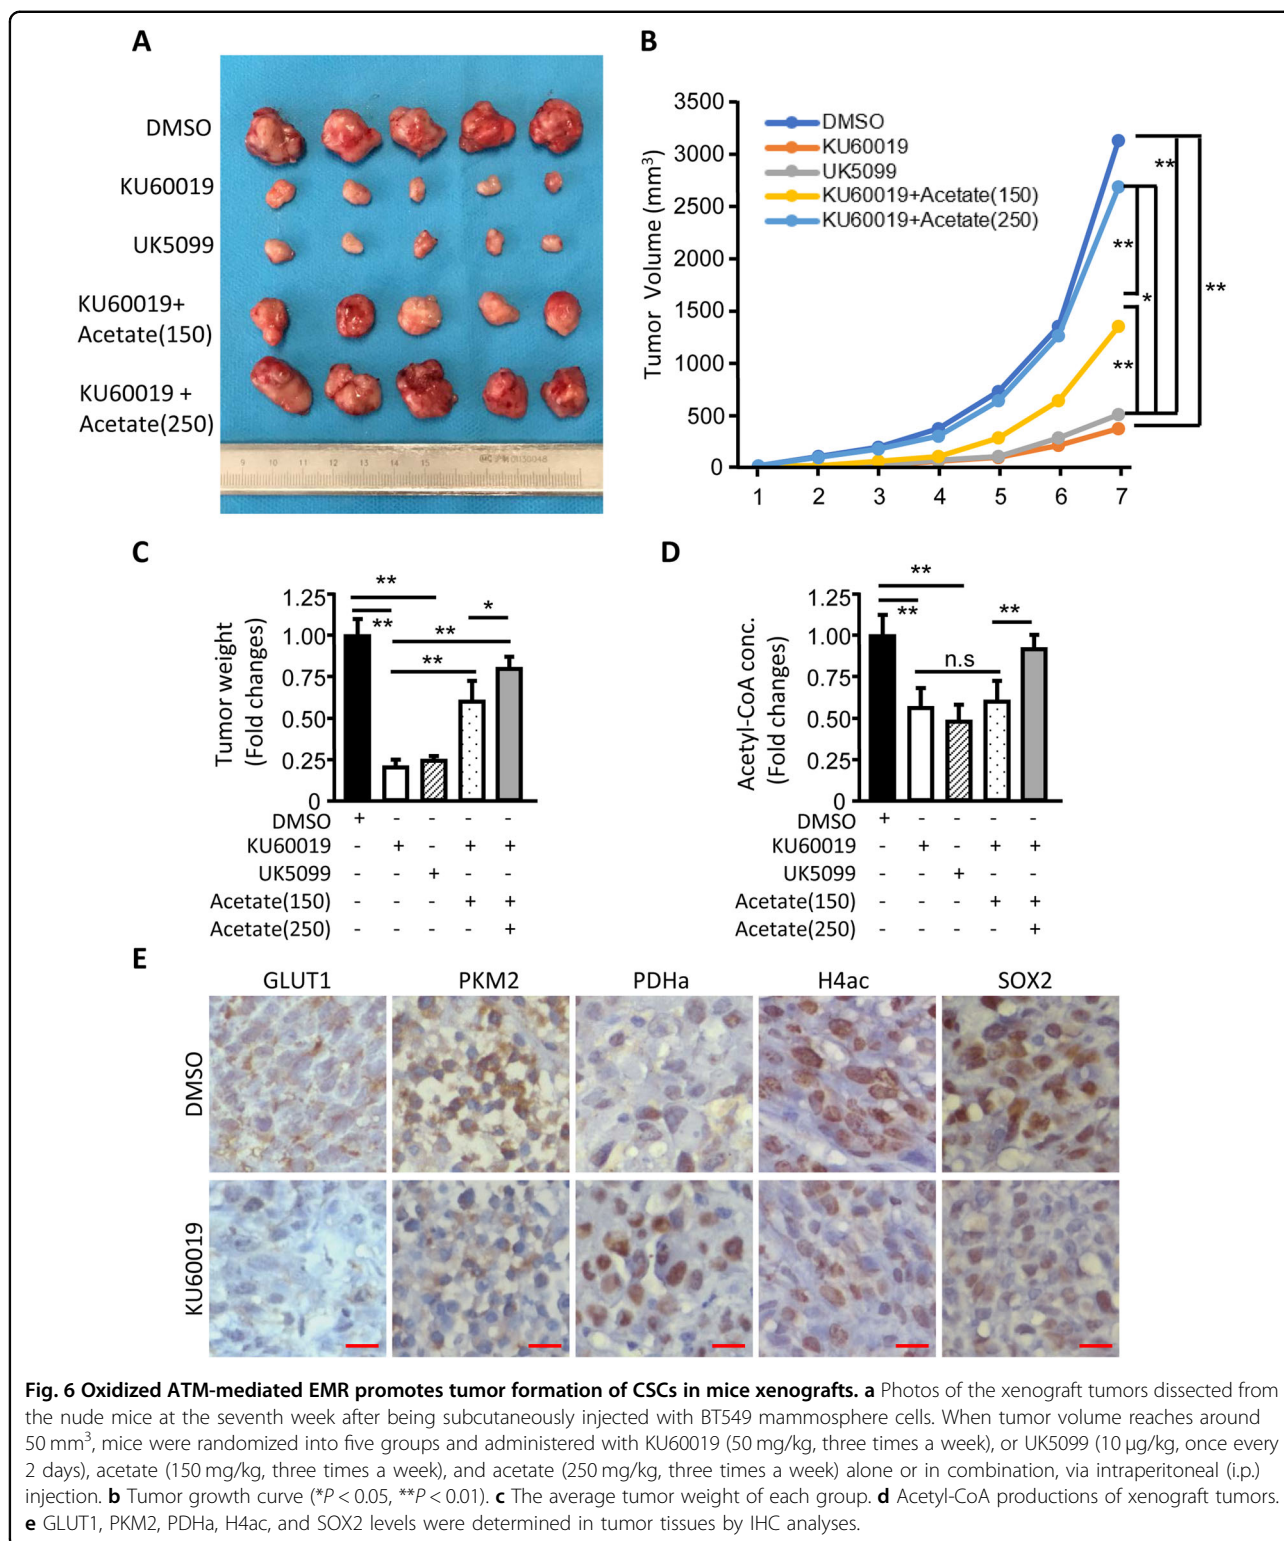 A
DMSO
KU60019
UK5099
KU60019+
Acetate(150)
KU60019 +
Acetate(250)
9 10 11 12 13 14 15
B
Tumor Volume (mm³)
3500
3000
2500
2000
1500
1000
500
0
1 2 3 4 5 6 7
DMSO
KU60019
UK5099
KU60019+Acetate(150)
KU60019+Acetate(250)
**
**
*
**
**
C
Tumor weight
(Fold changes)
1.25
1.00
0.75
0.50
0.25
0
**
**
**
**
*
DMSO + - - - -
KU60019 - + - + +
UK5099 - - + - -
Acetate(150) - - - + +
Acetate(250) - - - - +
D
Acetyl-CoA conc.
(Fold changes)
1.25
1.00
0.75
0.50
0.25
0
**
**
n.s
**
DMSO + - - - -
KU60019 - + - + +
UK5099 - - + - -
Acetate(150) - - - + +
Acetate(250) - - - - +
E
GLUT1 PKM2 PDHa H4ac SOX2
DMSO
KU60019
Fig. 6 Oxidized ATM-mediated EMR promotes tumor formation of CSCs in mice xenografts. a Photos of the xenograft tumors dissected from
the nude mice at the seventh week after being subcutaneously injected with BT549 mammosphere cells. When tumor volume reaches around
50 mm³, mice were randomized into five groups and administered with KU60019 (50 mg/kg, three times a week), or UK5099 (10 µg/kg, once every
2 days), acetate (150 mg/kg, three times a week), and acetate (250 mg/kg, three times a week) alone or in combination, via intraperitoneal (i.p.)
injection. b Tumor growth curve (*P < 0.05, **P < 0.01). c The average tumor weight of each group. d Acetyl-CoA productions of xenograft tumors.
e GLUT1, PKM2, PDHa, H4ac, and SOX2 levels were determined in tumor tissues by IHC analyses.